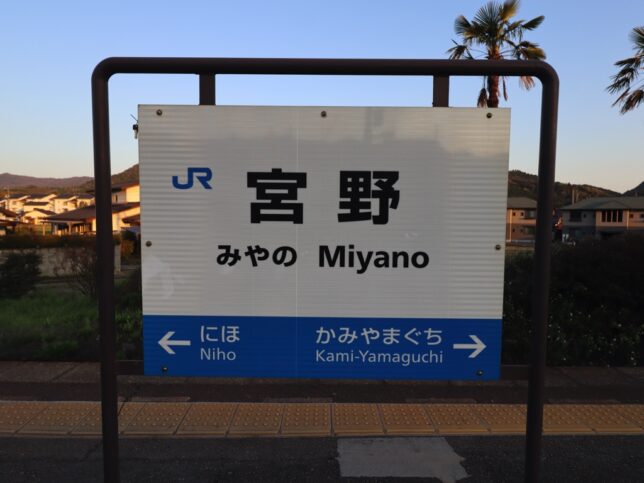 JR
宮野
みやの Miyano
← にほ かみやまぐち →
Niho Kami-Yamaguchi